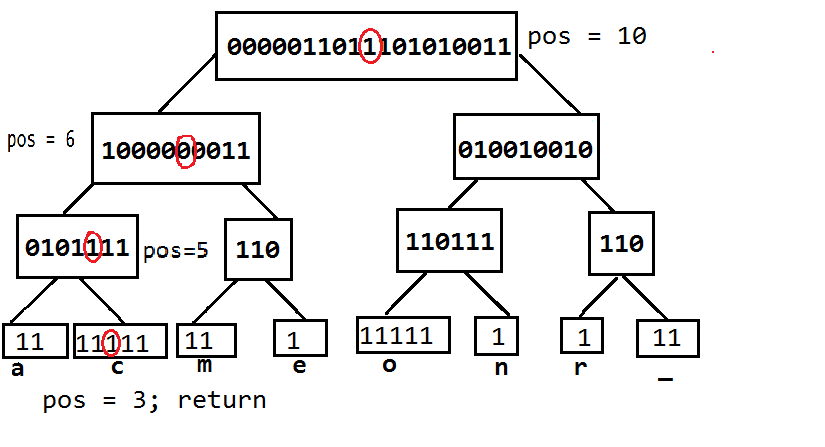 0000011011101010011
pos = 10
pos = 6
1000000011
010010010
0101111
pos=5
110
110111
110
11
11111
11
1
11111
1
1
11
a
c
m
e
o
n
r
_
pos = 3; return